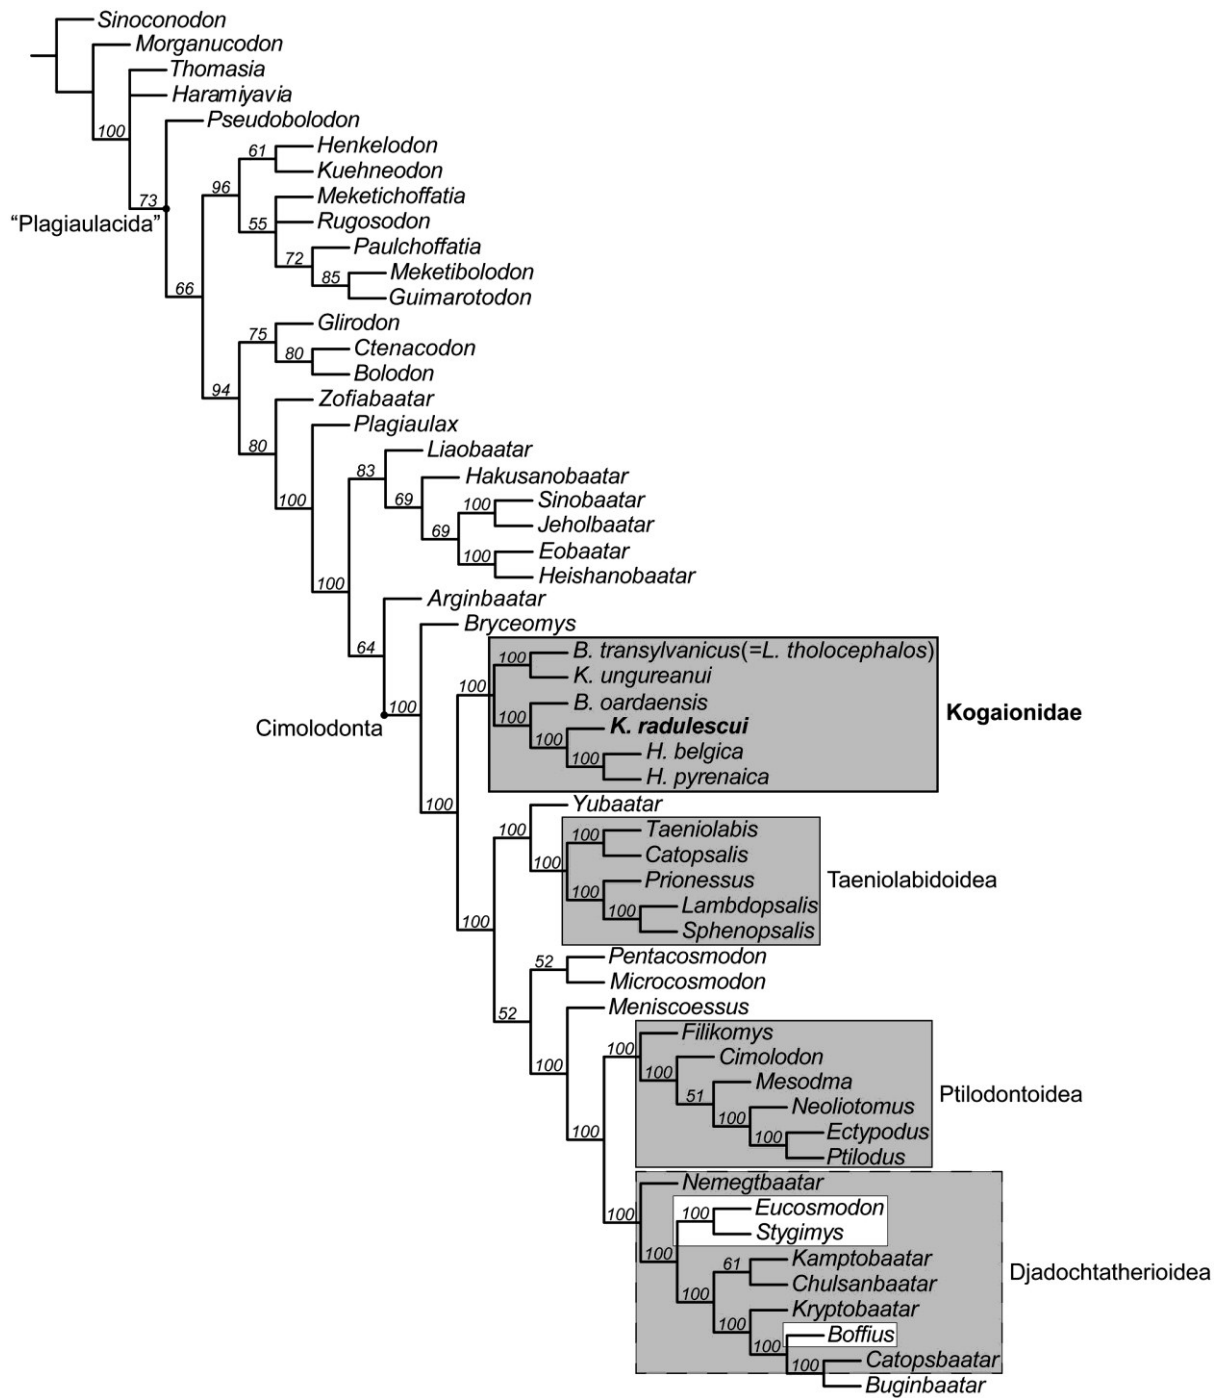 Sinoconodon
Morganucodon
Thomasia
Haramiyavia
100
Pseudobolodon
73
"Plagiaulacida"
61
Henkelodon
Kuehneodon
96
Meketichoffatia
55
Rugosodon
72
Paulchoffatia
85
Meketibolodon
Guimarotodon
66
75
Glirodon
80
Ctenacodon
Bolodon
94
Zofiabaatar
80
Plagiaulax
100
83
Liaobaatar
69
Hakusanobaatar
100
Sinobaatar
Jeholbaatar
69
100
Eobaatar
Heishanobaatar
100
Arginbaatar
64
Bryceomys
Cimolodonta
100
100
100
B. transylvanicus(=L. tholocephalos)
K. ungureanui
100
B. oardaensis
100
K. radulescui
100
H. belgica
H. pyrenaica
Kogaionidae
100
100
Yubaatar
100
100
Taeniolabis
Catopsalis
100
Prionessus
100
Lambdopsalis
Sphenopsalis
Taeniolabidoidea
100
52
Pentacosmodon
Microcosmodon
52
Meniscoessus
100
100
Filikomys
100
Cimolodon
51
Mesodma
100
Neoliotomus
100
Ectypodus
Ptilodus
Ptilodontoidea
100
100
Nemegtbaatar
100
Eucosmodon
Stygimys
100
61
Kamptobaatar
Chulsanbaatar
100
Kryptobaatar
100
Boffius
100
100
Catopsbaatar
Buginbaatar
Djadochtatherioidea